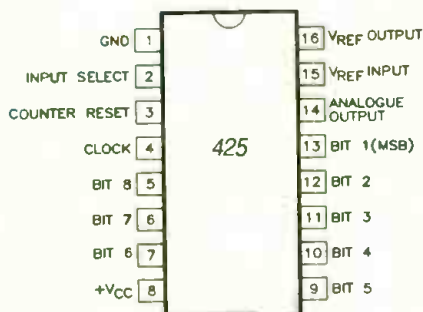 GND 1
INPUT SELECT 2
COUNTER RESET 3
CLOCK 4
BIT 8 5
BIT 7 6
BIT 6 7
+VCC 8
425
16 VREF OUTPUT
15 VREF INPUT
14 ANALOGUE
OUTPUT
13 BIT 1(MSB)
12 BIT 2
11 BIT 3
10 BIT 4
9 BIT 5